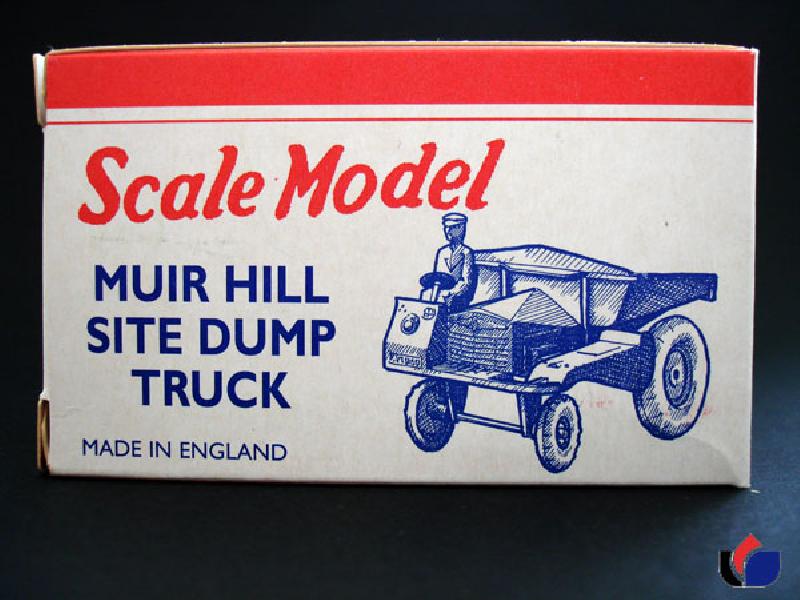 Scale Model
MUIR HILL
SITE DUMP
TRUCK
MADE IN ENGLAND